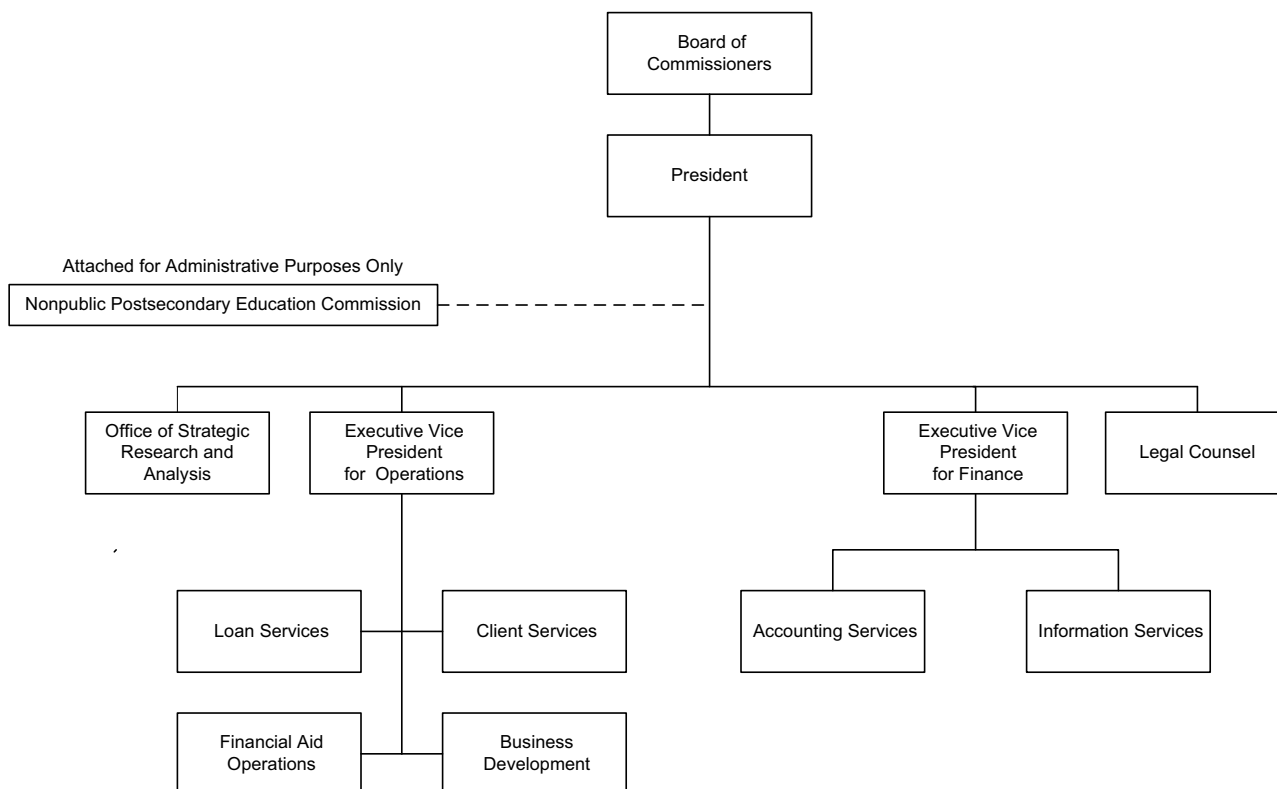 Board of
Commissioners
President
Attached for Administrative Purposes Only
Nonpublic Postsecondary Education Commission
Office of Strategic
Research and
Analysis
Executive Vice
President
for Operations
Executive Vice
President
for Finance
Legal Counsel
Loan Services
Client Services
Accounting Services
Information Services
Financial Aid
Operations
Business
Development